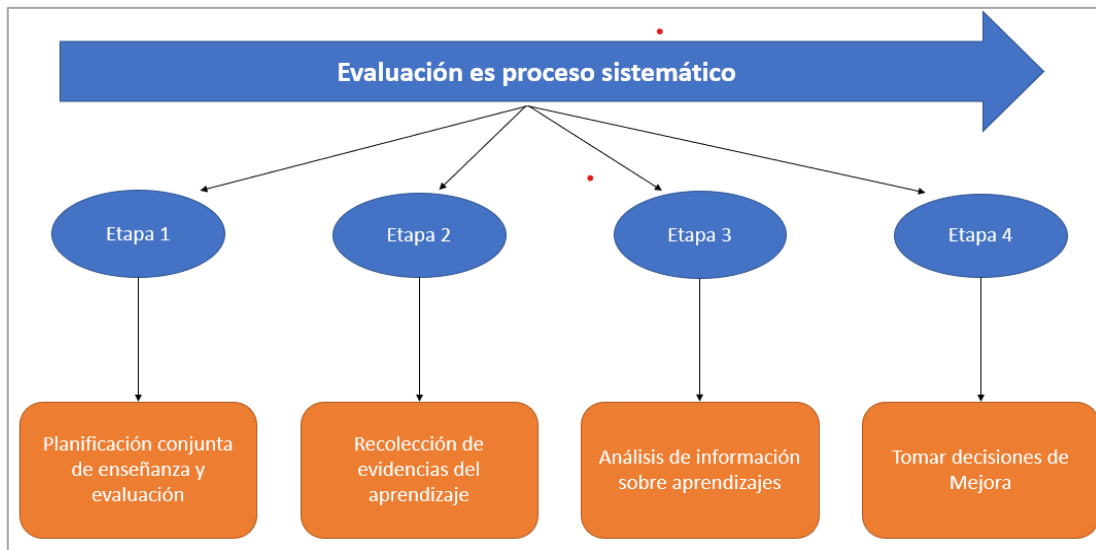 Evaluación es proceso sistemático
Etapa 1
Etapa 2
Etapa 3
Etapa 4
Planificación conjunta
de enseñanza y
evaluación
Recolección de
evidencias del
aprendizaje
Análisis de información
sobre aprendizajes
Tomar decisiones de
Mejora